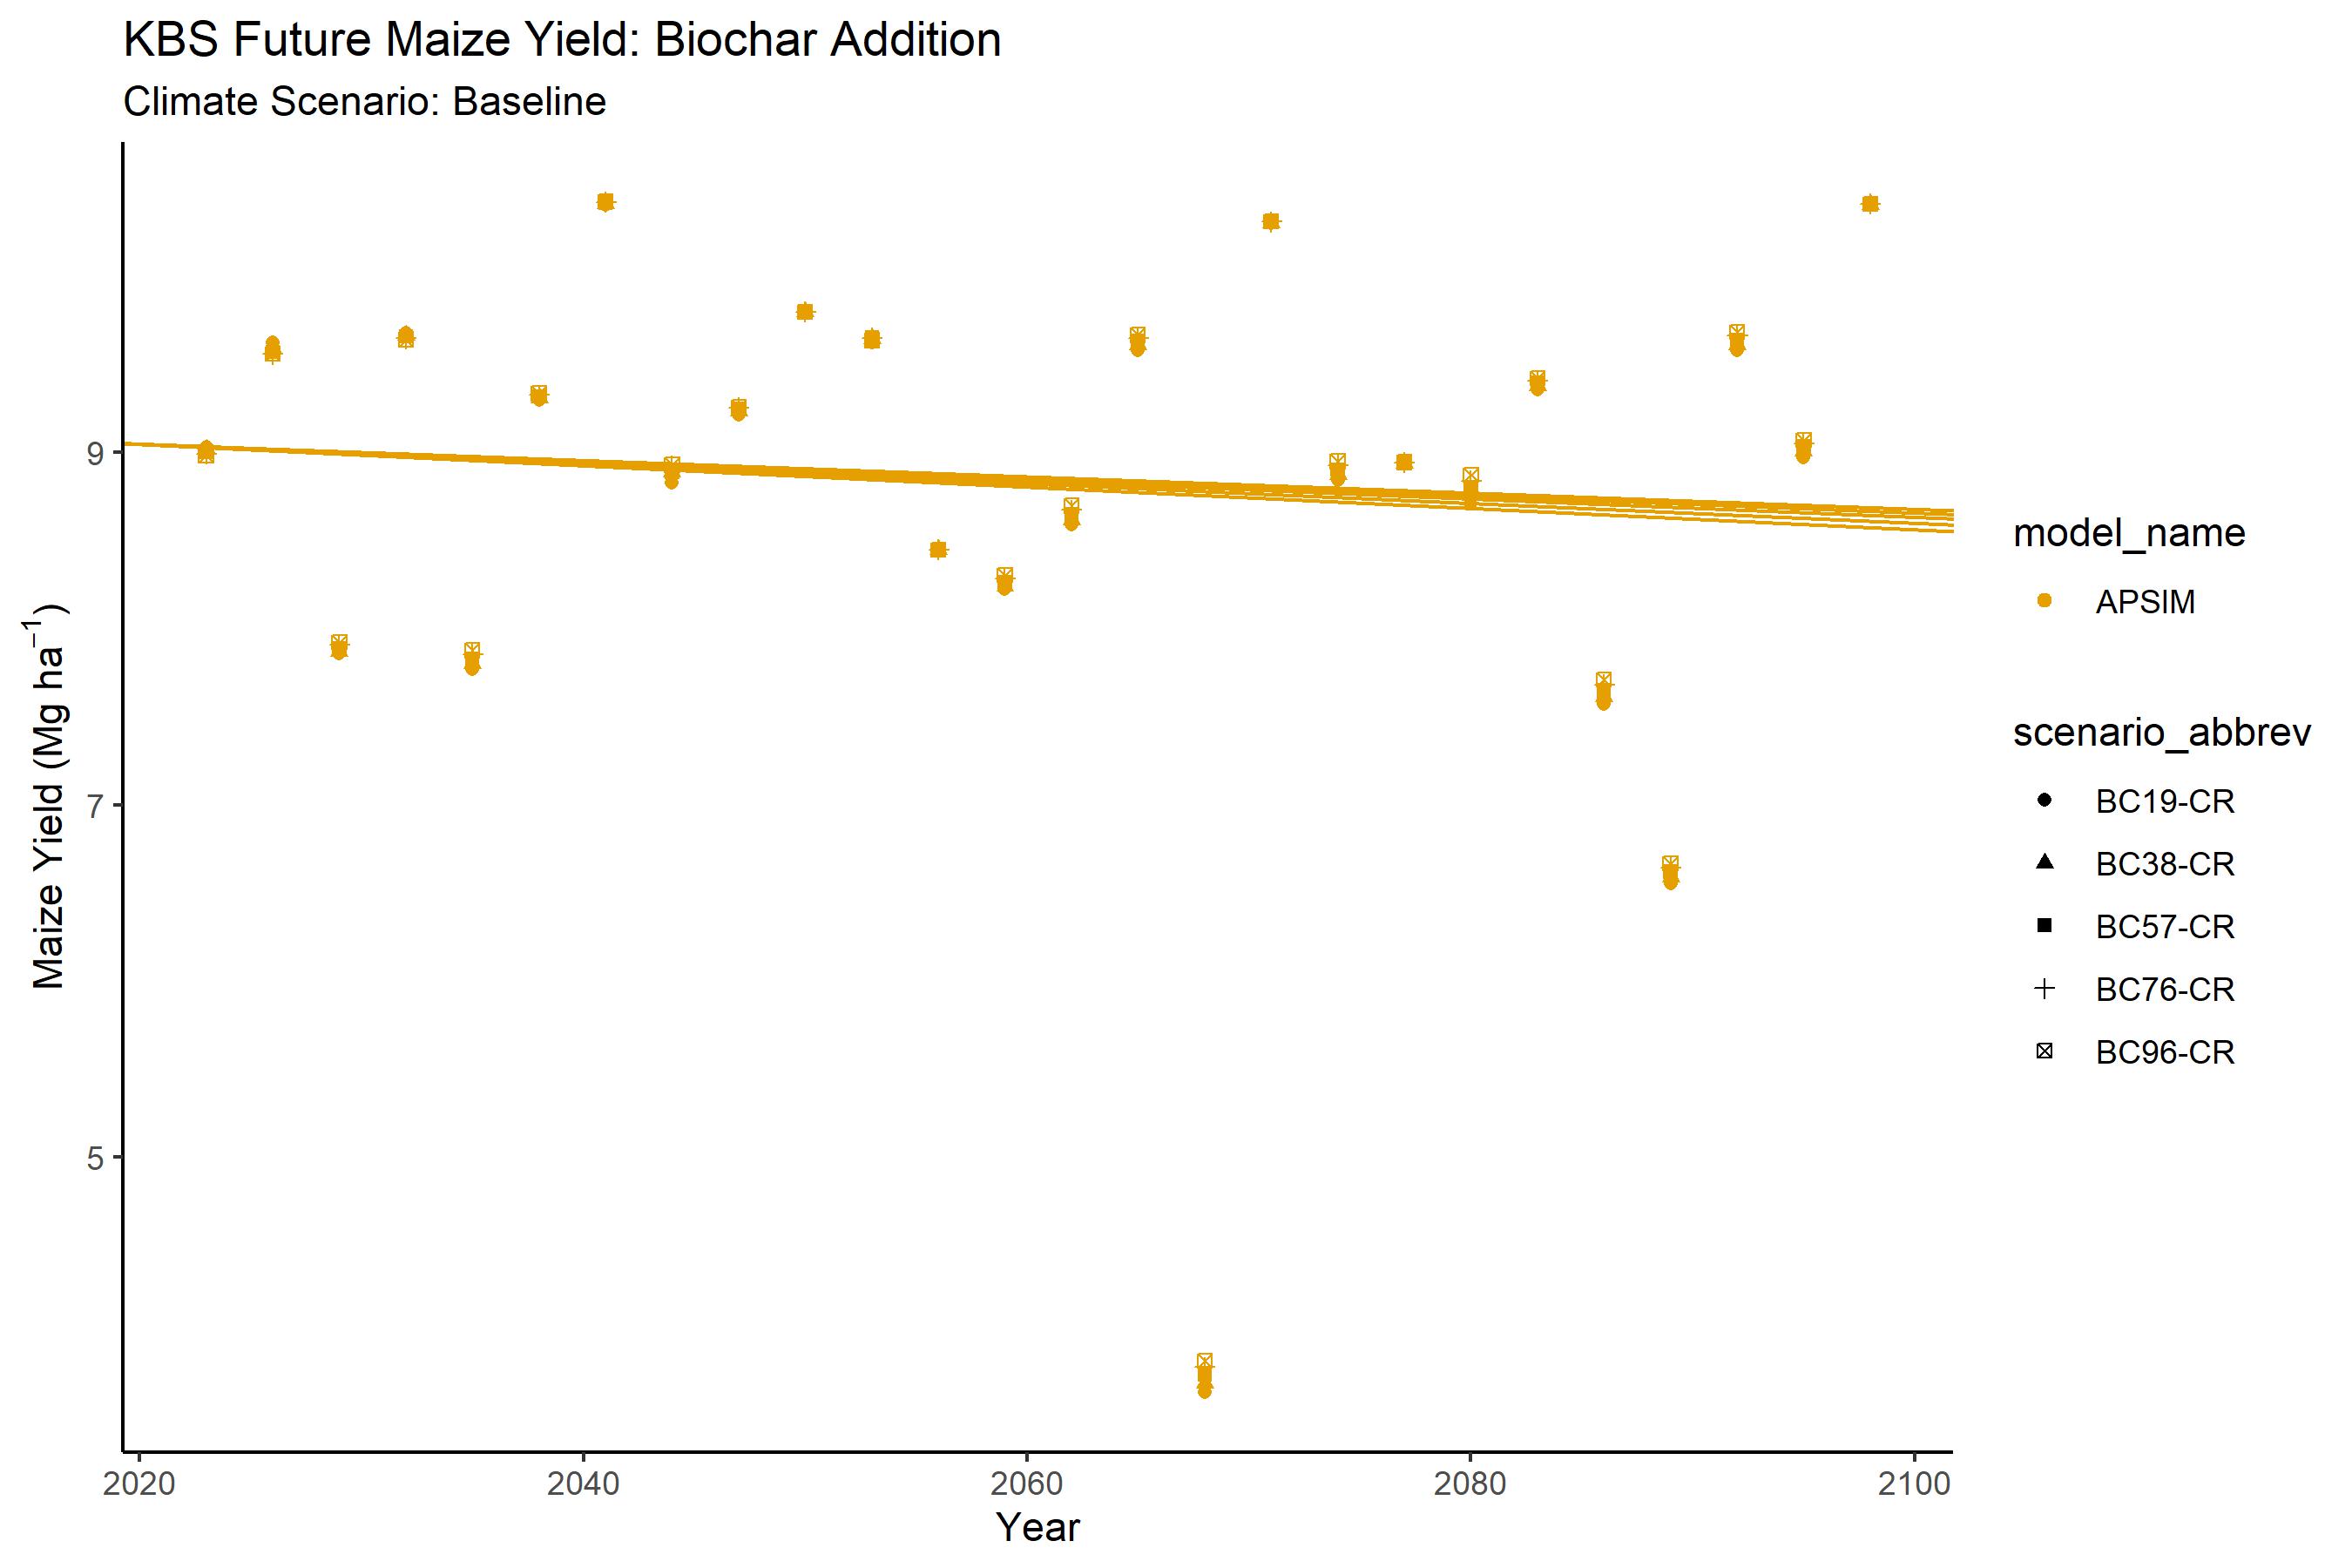 KBS Future Maize Yield: Biochar Addition
Climate Scenario: Baseline
Maize Yield (Mg ha⁻¹)
9
7
5
2020 2040 2060 2080 2100
Year
model_name
APSIM
scenario_abbrev
BC19-CR
BC38-CR
BC57-CR
BC76-CR
BC96-CR